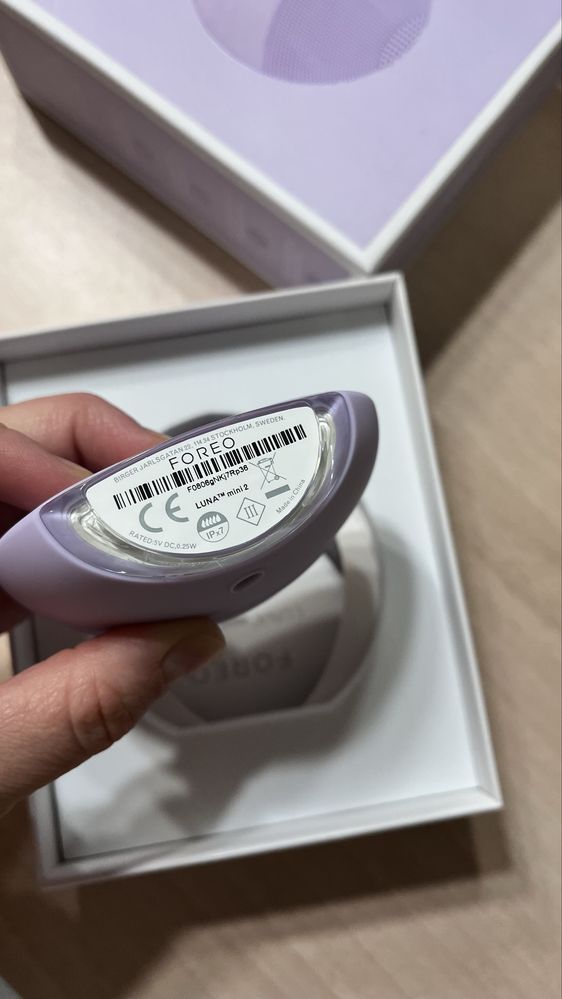 BIRGER JARLSGATAN 22, 114 34 STOCKHOLM, SWEDEN.
FOREO
F0806gNKj7Rp36
CE
LUNA™ mini 2
IPX7
III
Made in China
RATED:5V DC,0.25W
FOREO